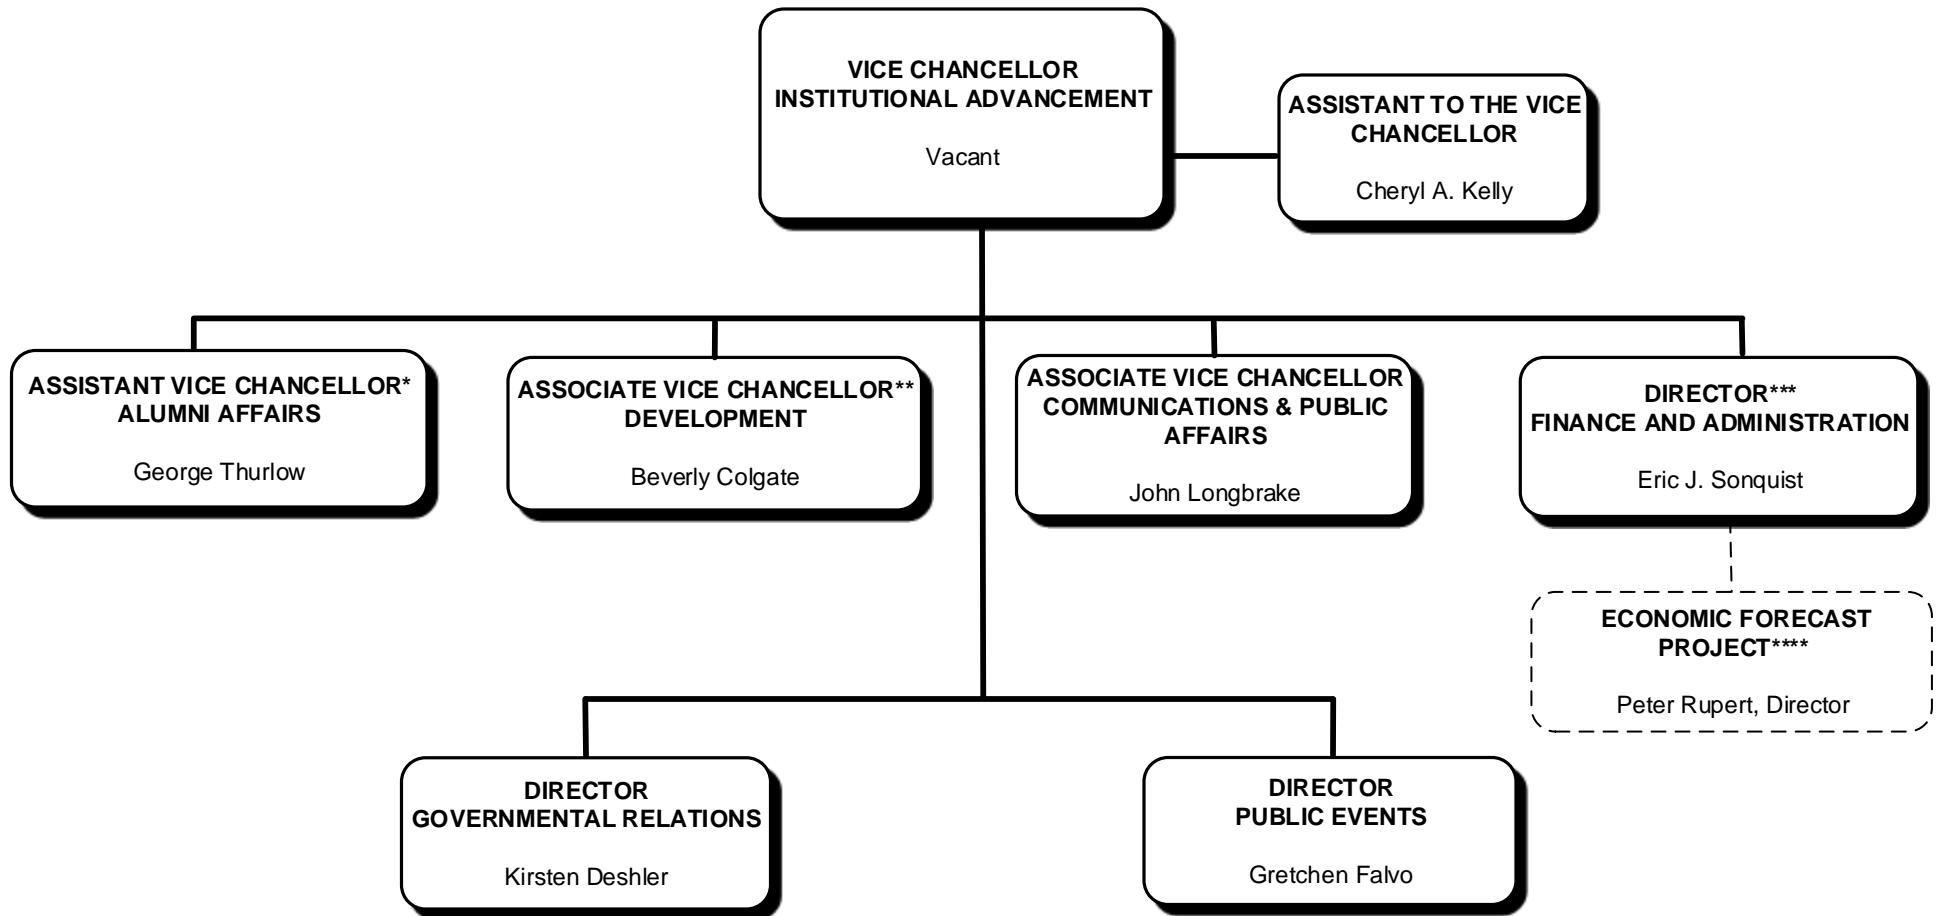 VICE CHANCELLOR
INSTITUTIONAL ADVANCEMENT
Vacant
ASSISTANT TO THE VICE
CHANCELLOR
Cheryl A. Kelly
ASSISTANT VICE CHANCELLOR*
ALUMNI AFFAIRS
George Thurlow
ASSOCIATE VICE CHANCELLOR**
DEVELOPMENT
Beverly Colgate
ASSOCIATE VICE CHANCELLOR
COMMUNICATIONS & PUBLIC
AFFAIRS
John Longbrake
DIRECTOR***
FINANCE AND ADMINISTRATION
Eric J. Sonquist
ECONOMIC FORECAST
PROJECT****
Peter Rupert, Director
DIRECTOR
GOVERNMENTAL RELATIONS
Kirsten Deshler
DIRECTOR
PUBLIC EVENTS
Gretchen Falvo